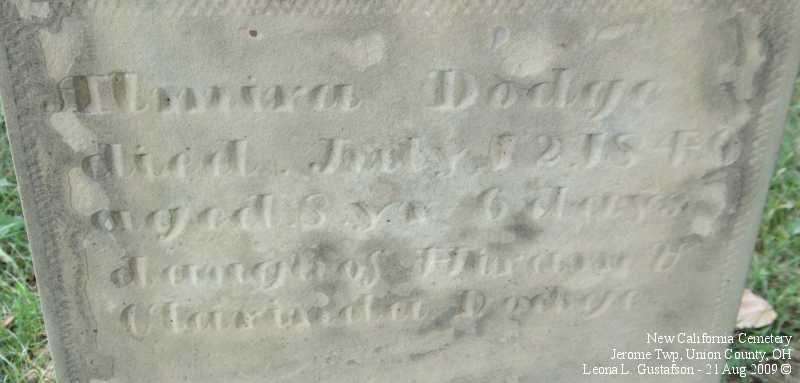 Almira Dodge
died July 12, 1846
aged 8 ys 6 days
daugh of Hiram &
Clarinda Dodge
New California Cemetery
Jerome Twp, Union County, OH
Leona L. Gustafson - 21 Aug 2009 ©